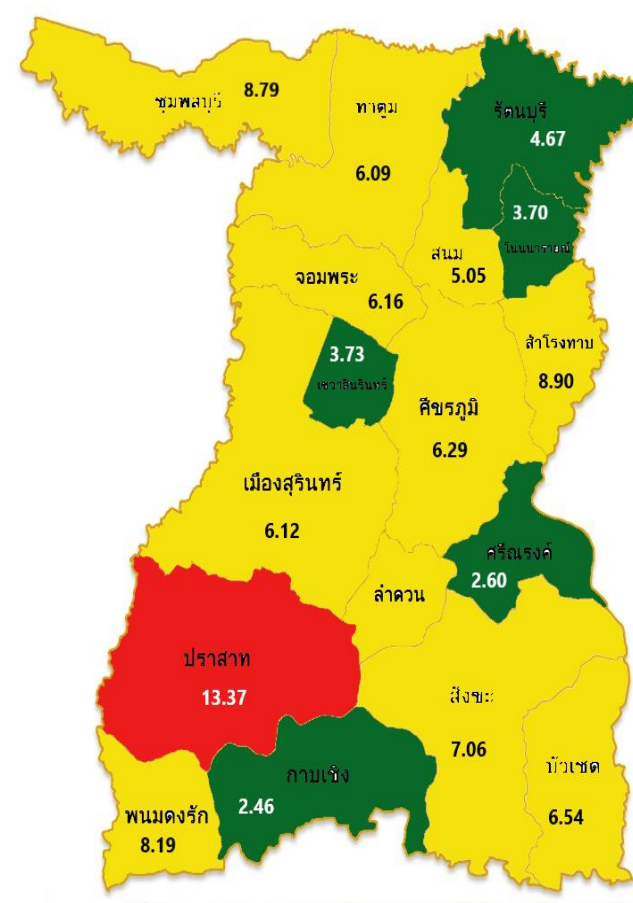 ชุมพลบุรี 8.79
ท่าตูม
6.09
รัตนบุรี
4.67
3.70
โนนนารายณ์
สนม
5.05
จอมพระ
6.16
3.73
เขวาสินรินทร์
สำโรงทาบ
8.90
ศีขรภูมิ
6.29
เมืองสุรินทร์
6.12
ศรีณรงค์
2.60
ลำดวน
ปราสาท
13.37
สังขะ
7.06
บัวเชด
6.54
กาบเชิง
2.46
พนมดงรัก
8.19